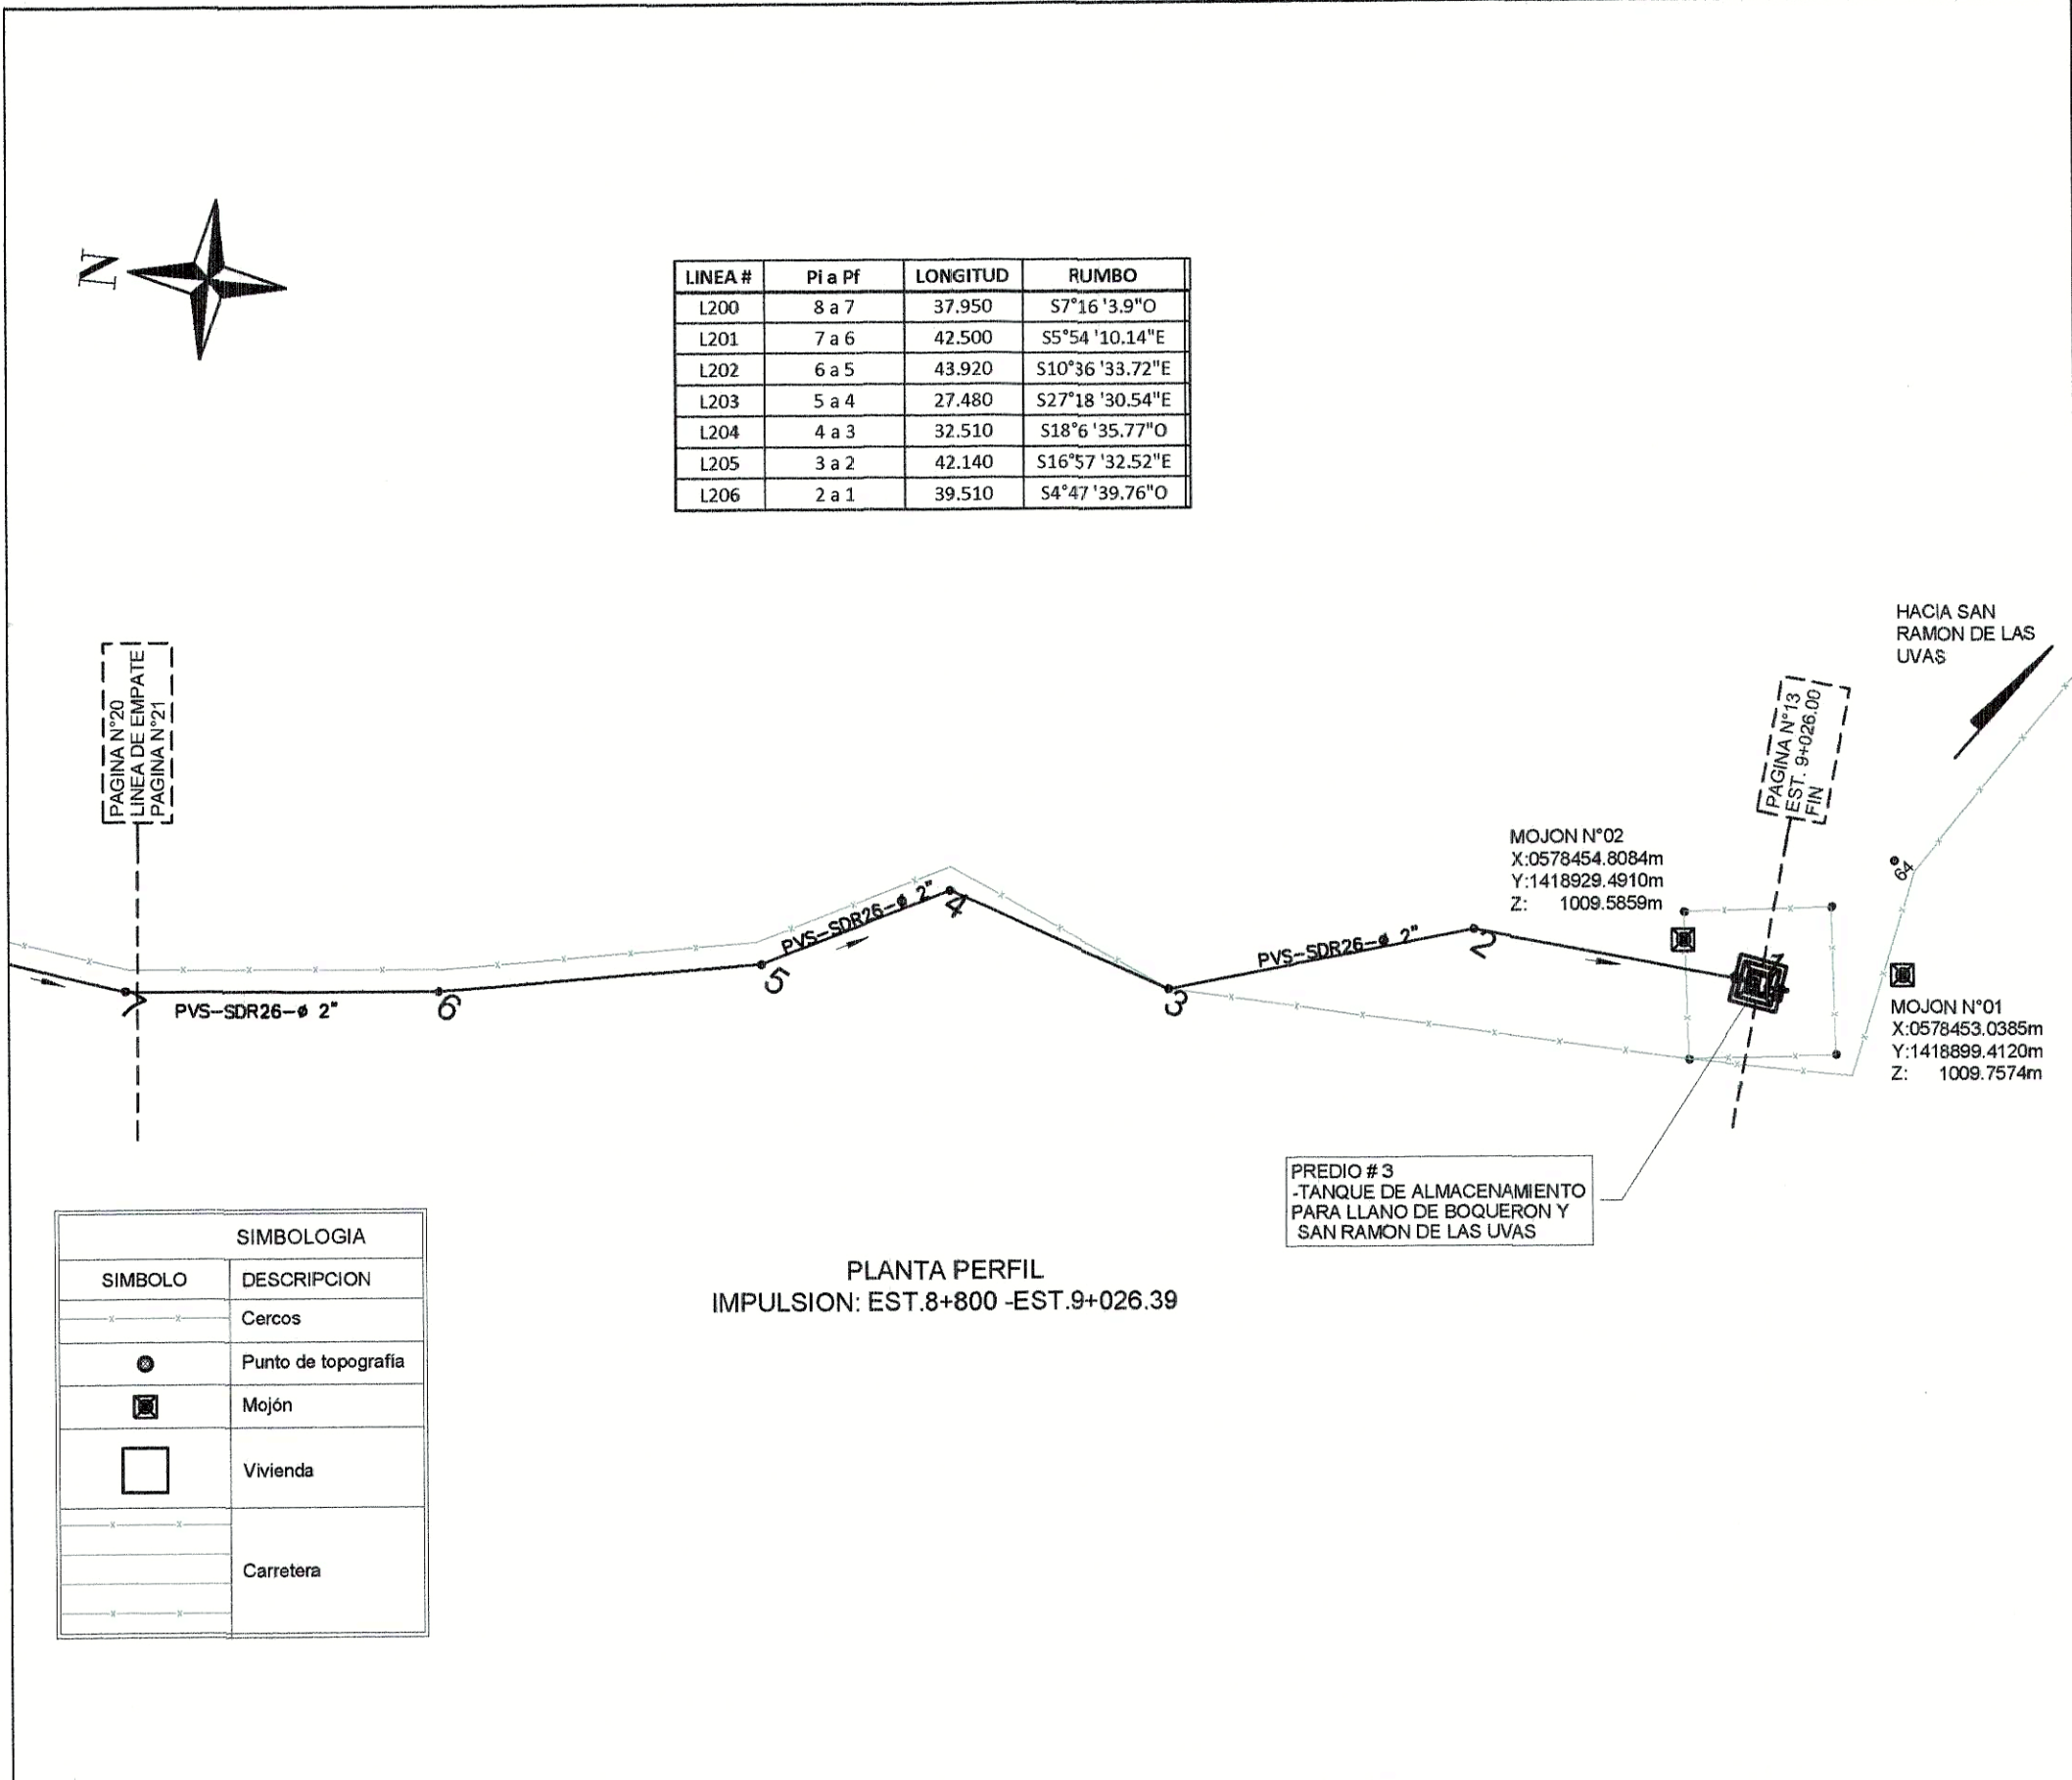 N
LINEA # Pi a Pf LONGITUD RUMBO
L200 8 a 7 37.950 S7°16 '3.9"O
L201 7 a 6 42.500 S5°54 '10.14"E
L202 6 a 5 43.920 S10°36 '33.72"E
L203 5 a 4 27.480 S27°18 '30.54"E
L204 4 a 3 32.510 S18°6 '35.77"O
L205 3 a 2 42.140 S16°57 '32.52"E
L206 2 a 1 39.510 S4°47 '39.76"O
HACIA SAN
RAMON DE LAS
UVAS
PAGINA N°20
LINEA DE EMPATE
PAGINA N°21
PAGINA N°13
EST. 9+026.00
FIN
MOJON N°02
X:0578454.8084m
Y:1418929.4910m
Z: 1009.5859m
64
PVS-SDR26-ø 2"
4
PVS-SDR26-ø 2"
2
1
5
7
PVS-SDR26-ø 2"
6
3
MOJON N°01
X:0578453.0385m
Y:1418899.4120m
Z: 1009.7574m
PREDIO # 3
-TANQUE DE ALMACENAMIENTO
PARA LLANO DE BOQUERON Y
SAN RAMON DE LAS UVAS
SIMBOLOGIA
SIMBOLO DESCRIPCION
Cercos
Punto de topografía
Mojón
Vivienda
Carretera
PLANTA PERFIL
IMPULSION: EST.8+800 -EST.9+026.39